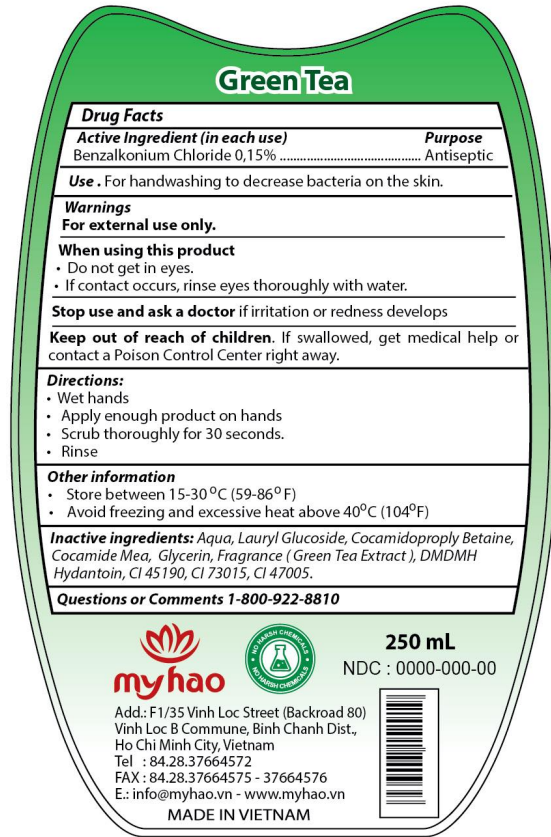 Green Tea
Drug Facts
Active Ingredient (in each use) Purpose
Benzalkonium Chloride 0,15% .......................................... Antiseptic
Use . For handwashing to decrease bacteria on the skin.
Warnings
For external use only.
When using this product
• Do not get in eyes.
• If contact occurs, rinse eyes thoroughly with water.
Stop use and ask a doctor if irritation or redness develops
Keep out of reach of children. If swallowed, get medical help or
contact a Poison Control Center right away.
Directions:
• Wet hands
• Apply enough product on hands
• Scrub thoroughly for 30 seconds.
• Rinse
Other information
• Store between 15-30 ⁰C (59-86⁰ F)
• Avoid freezing and excessive heat above 40⁰C (104⁰F)
Inactive ingredients: Aqua, Lauryl Glucoside, Cocamidoproply Betaine,
Cocamide Mea, Glycerin, Fragrance ( Green Tea Extract ), DMDMH
Hydantoin, CI 45190, CI 73015, CI 47005.
Questions or Comments 1-800-922-8810
my hao
NO HARSH CHEMICALS
NO HARSH CHEMICALS
250 mL
NDC : 0000-000-00
Add.: F1/35 Vinh Loc Street (Backroad 80)
Vinh Loc B Commune, Binh Chanh Dist.,
Ho Chi Minh City, Vietnam
Tel : 84.28.37664572
FAX : 84.28.37664575 - 37664576
E.: info@myhao.vn - www.myhao.vn
MADE IN VIETNAM